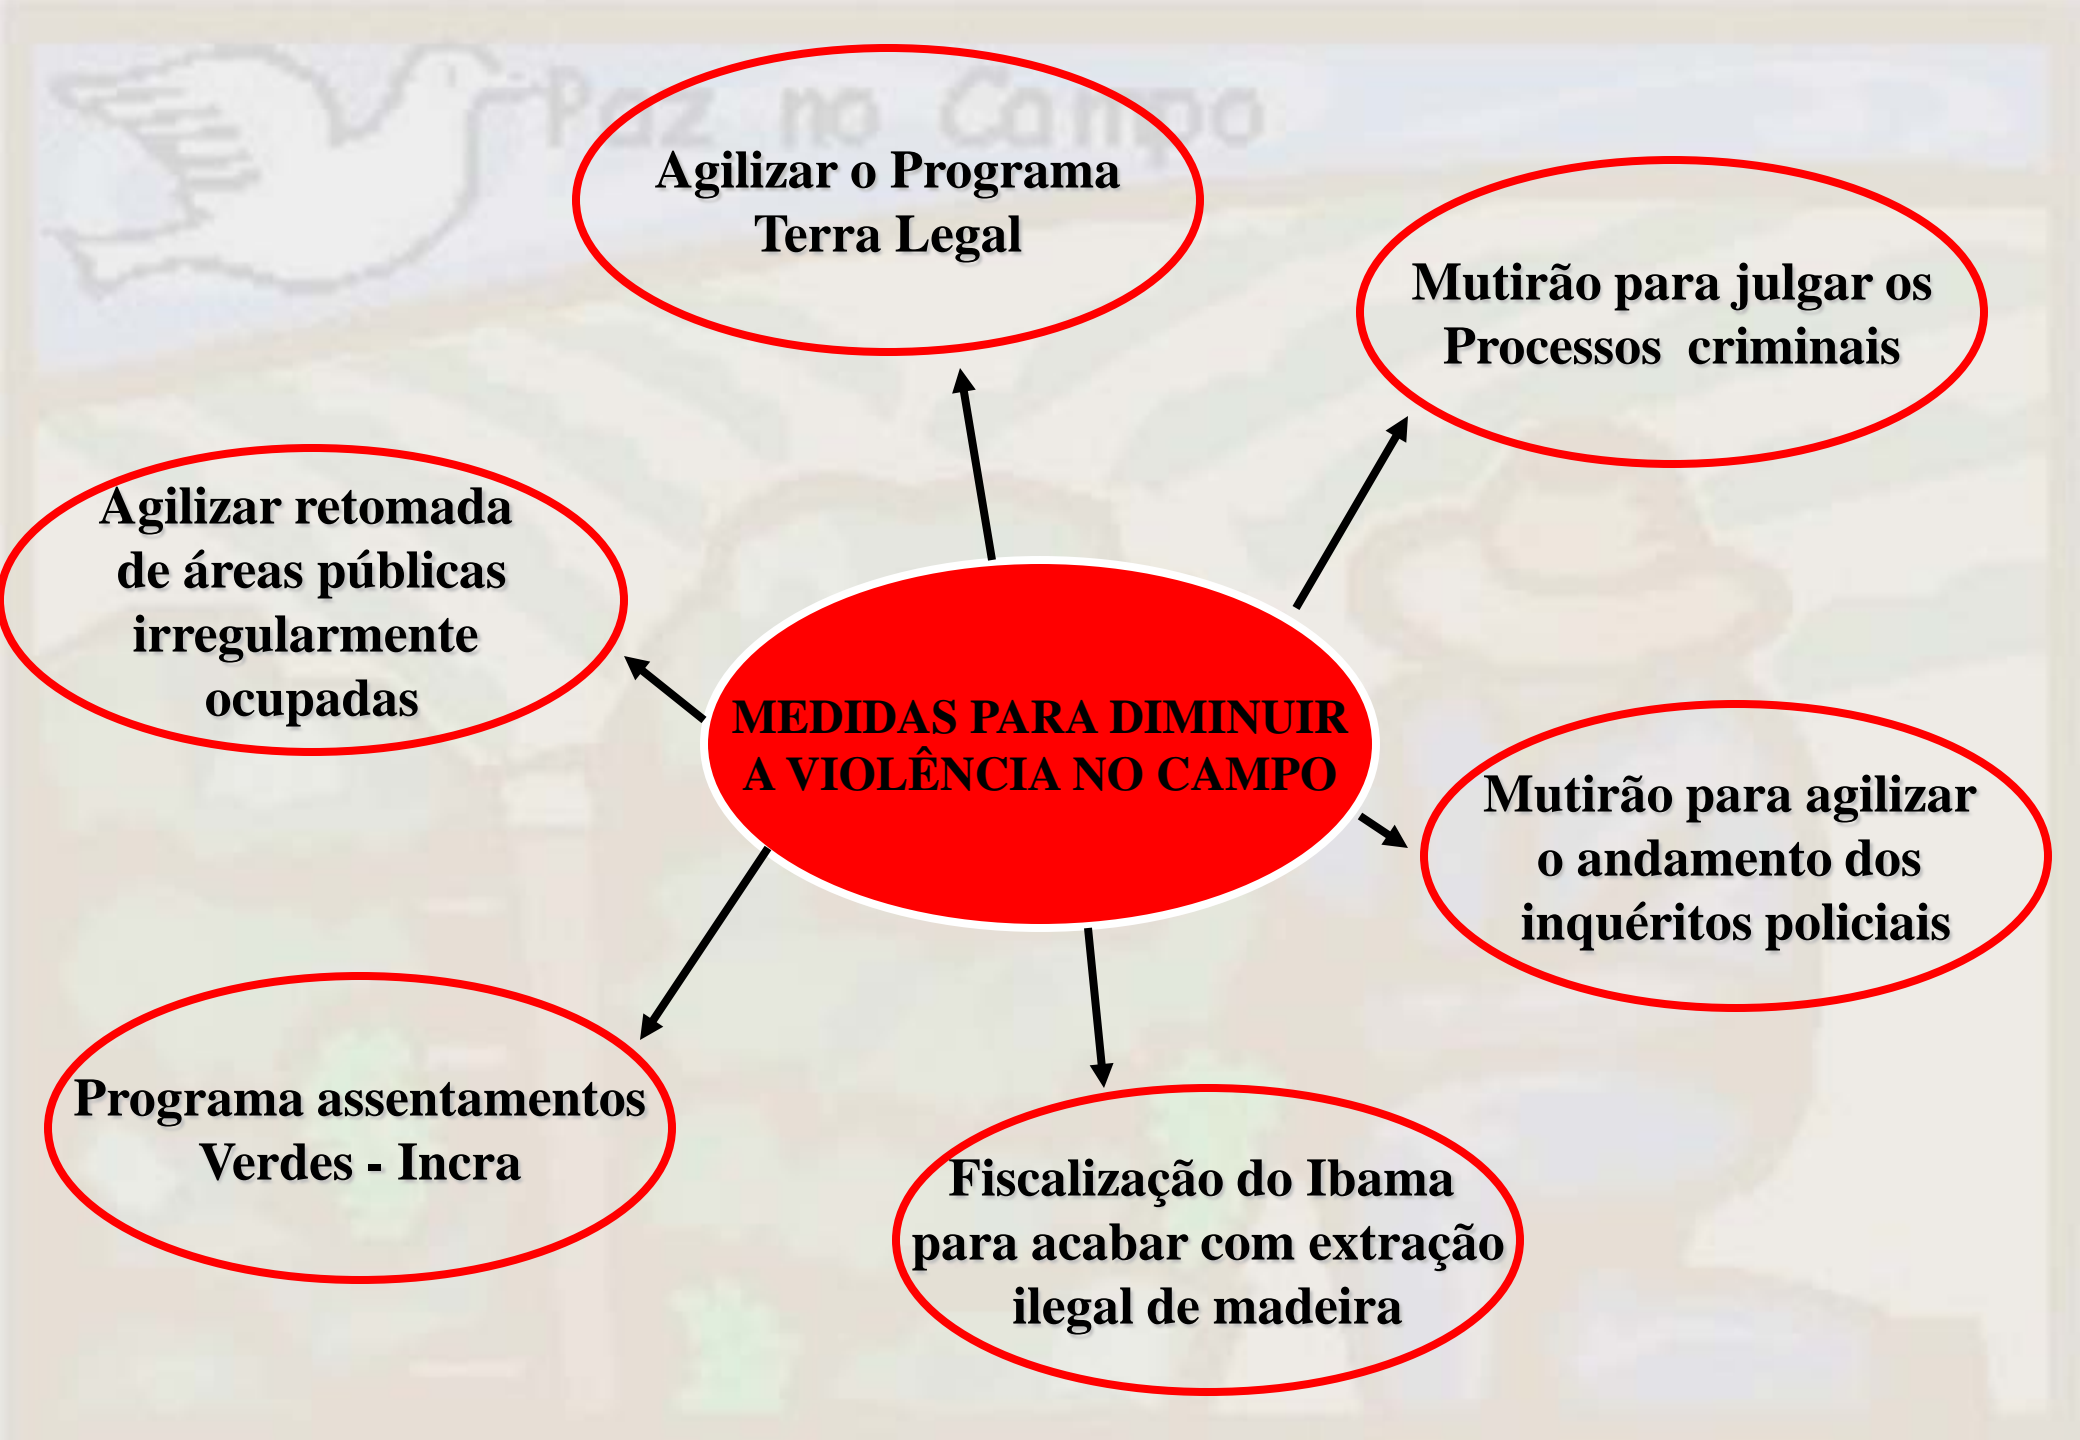 Paz no Campo
Agilizar o Programa
Terra Legal
Mutirão para julgar os
Processos  criminais
Agilizar retomada
de áreas públicas
irregularmente
ocupadas
MEDIDAS PARA DIMINUIR
A VIOLÊNCIA NO CAMPO
Mutirão para agilizar
o andamento dos
inquéritos policiais
Programa assentamentos
Verdes - Incra
Fiscalização do Ibama
para acabar com extração
ilegal de madeira